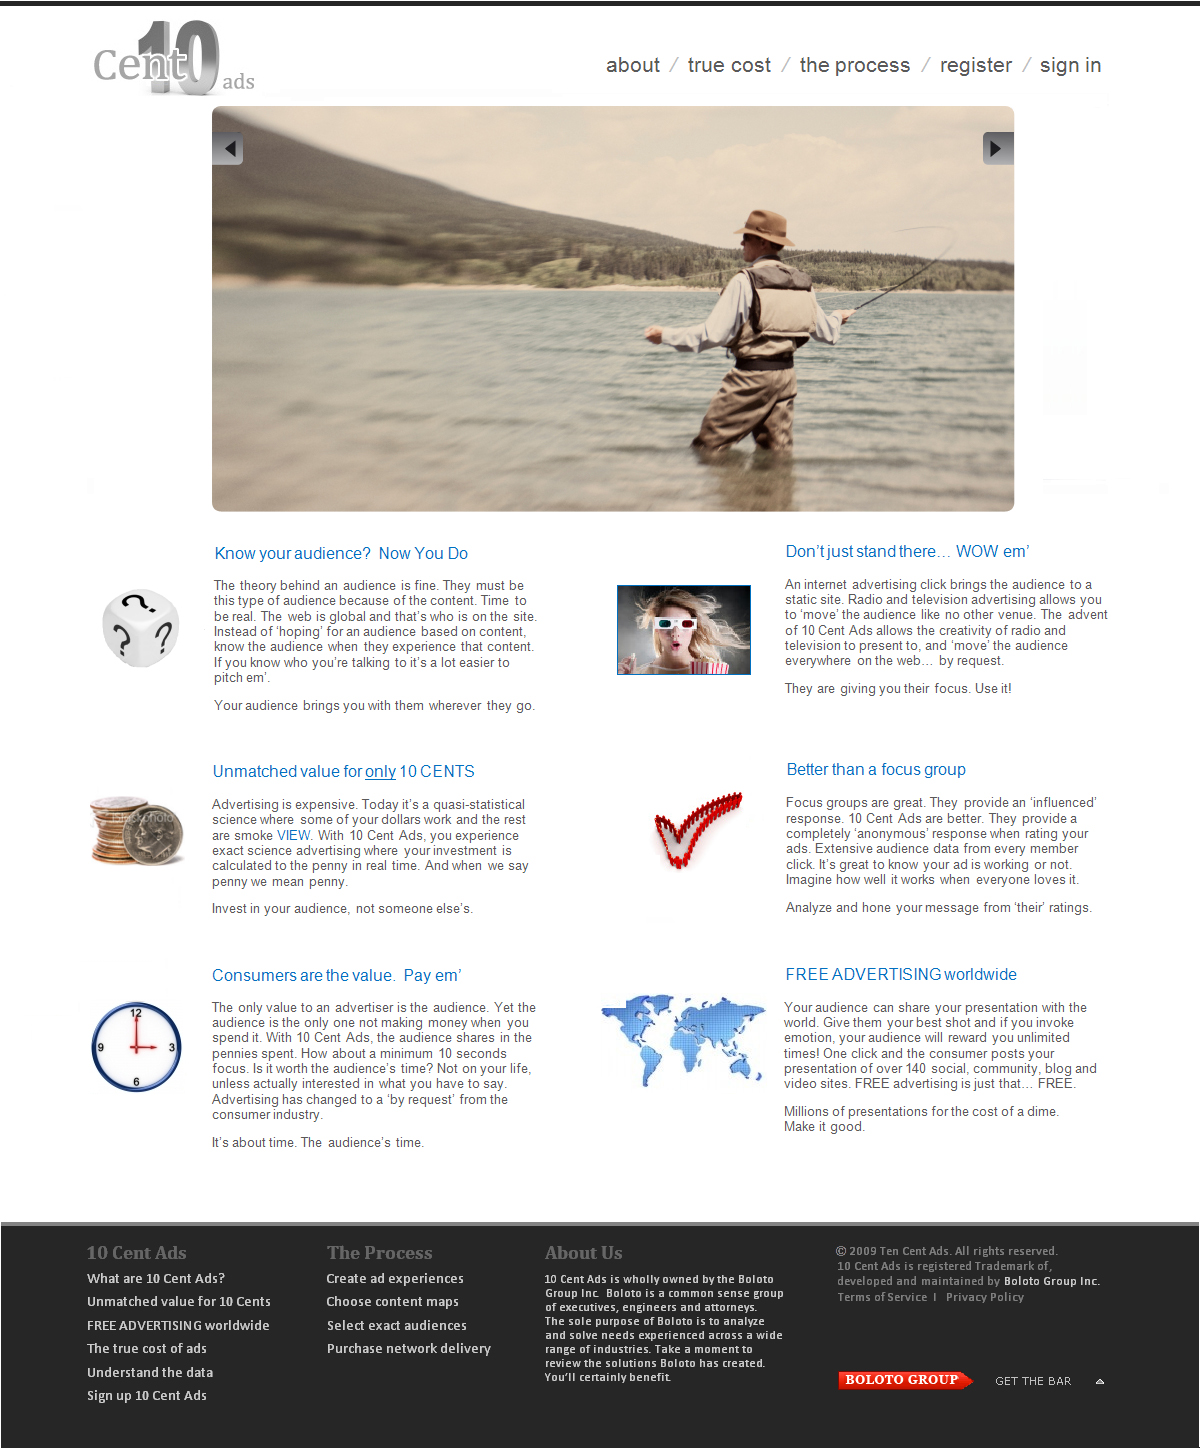 Cent 10 ads
about / true cost / the process / register / sign in
Know your audience? Now You Do
The theory behind an audience is fine. They must be
this type of audience because of the content. Time to
be real. The web is global and that's who is on the site.
Instead of 'hoping' for an audience based on content,
know the audience when they experience that content.
If you know who you're talking to it's a lot easier to
pitch em'.
Your audience brings you with them wherever they go.
Don't just stand there... WOW em'
An internet advertising click brings the audience to a
static site. Radio and television advertising allows you
to 'move' the audience like no other venue. The advent
of 10 Cent Ads allows the creativity of radio and
television to present to, and 'move' the audience
everywhere on the web... by request.
They are giving you their focus. Use it!
Unmatched value for only 10 CENTS
Advertising is expensive. Today it's a quasi-statistical
science where some of your dollars work and the rest
are smoke VIEW. With 10 Cent Ads, you experience
exact science advertising where your investment is
calculated to the penny in real time. And when we say
penny we mean penny.
Invest in your audience, not someone else's.
Better than a focus group
Focus groups are great. They provide an 'influenced'
response. 10 Cent Ads are better. They provide a
completely 'anonymous' response when rating your
ads. Extensive audience data from every member
click. It's great to know your ad is working or not.
Imagine how well it works when everyone loves it.
Analyze and hone your message from 'their' ratings.
Consumers are the value. Pay em'
The only value to an advertiser is the audience. Yet the
audience is the only one not making money when you
spend it. With 10 Cent Ads, the audience shares in the
pennies spent. How about a minimum 10 seconds
focus. Is it worth the audience's time? Not on your life,
unless actually interested in what you have to say.
Advertising has changed to a 'by request' from the
consumer industry.
It's about time. The audience's time.
12
9 3
6
FREE ADVERTISING worldwide
Your audience can share your presentation with the
world. Give them your best shot and if you invoke
emotion, your audience will reward you unlimited
times! One click and the consumer posts your
presentation of over 140 social, community, blog and
video sites. FREE advertising is just that... FREE.
Millions of presentations for the cost of a dime.
Make it good.
10 Cent Ads
What are 10 Cent Ads?
Unmatched value for 10 Cents
FREE ADVERTISING worldwide
The true cost of ads
Understand the data
Sign up 10 Cent Ads
The Process
Create ad experiences
Choose content maps
Select exact audiences
Purchase network delivery
About Us
10 Cent Ads is wholly owned by the Boloto
Group Inc. Boloto is a common sense group
of executives, engineers and attorneys.
The sole purpose of Boloto is to analyze
and solve needs experienced across a wide
range of industries. Take a moment to
review the solutions Boloto has created.
You'll certainly benefit.
© 2009 Ten Cent Ads. All rights reserved.
10 Cent Ads is registered Trademark of,
developed and maintained by Boloto Group Inc.
Terms of Service | Privacy Policy
BOLOTO GROUP
GET THE BAR